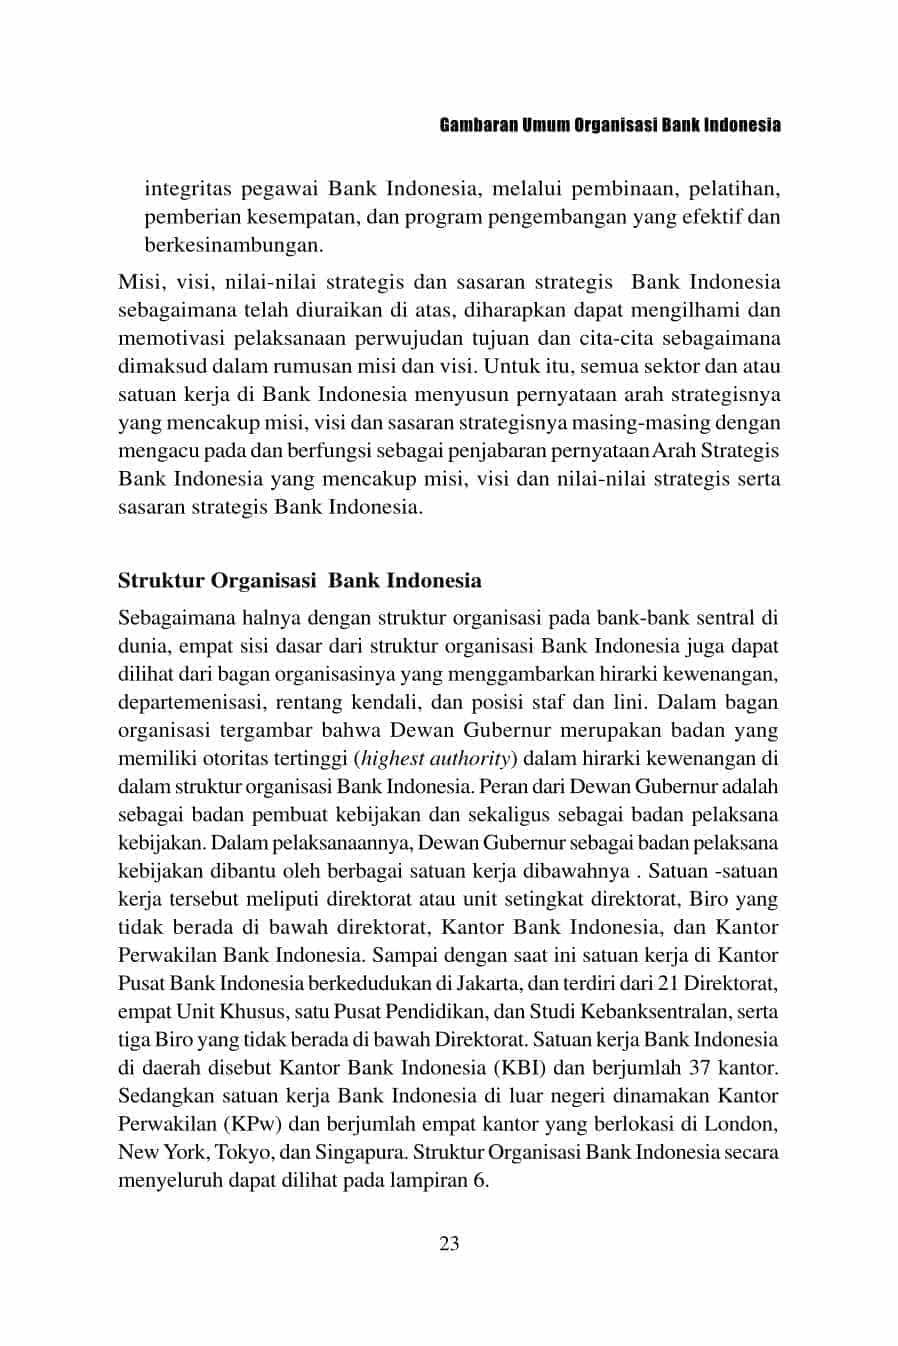 Gambaran Umum Organisasi Bank Indonesia
integritas pegawai Bank Indonesia, melalui pembinaan, pelatihan,
pemberian kesempatan, dan program pengembangan yang efektif dan
berkesinambungan.
Misi, visi, nilai-nilai strategis dan sasaran strategis Bank Indonesia
sebagaimana telah diuraikan di atas, diharapkan dapat mengilhami dan
memotivasi pelaksanaan perwujudan tujuan dan cita-cita sebagaimana
dimaksud dalam rumusan misi dan visi. Untuk itu, semua sektor dan atau
satuan kerja di Bank Indonesia menyusun pernyataan arah strategisnya
yang mencakup misi, visi dan sasaran strategisnya masing-masing dengan
mengacu pada dan berfungsi sebagai penjabaran pernyataan Arah Strategis
Bank Indonesia yang mencakup misi, visi dan nilai-nilai strategis serta
sasaran strategis Bank Indonesia.
Struktur Organisasi Bank Indonesia
Sebagaimana halnya dengan struktur organisasi pada bank-bank sentral di
dunia, empat sisi dasar dari struktur organisasi Bank Indonesia juga dapat
dilihat dari bagan organisasinya yang menggambarkan hirarki kewenangan,
departemenisasi, rentang kendali, dan posisi staf dan lini. Dalam bagan
organisasi tergambar bahwa Dewan Gubernur merupakan badan yang
memiliki otoritas tertinggi (highest authority) dalam hirarki kewenangan di
dalam struktur organisasi Bank Indonesia. Peran dari Dewan Gubernur adalah
sebagai badan pembuat kebijakan dan sekaligus sebagai badan pelaksana
kebijakan. Dalam pelaksanaannya, Dewan Gubernur sebagai badan pelaksana
kebijakan dibantu oleh berbagai satuan kerja dibawahnya . Satuan -satuan
kerja tersebut meliputi direktorat atau unit setingkat direktorat, Biro yang
tidak berada di bawah direktorat, Kantor Bank Indonesia, dan Kantor
Perwakilan Bank Indonesia. Sampai dengan saat ini satuan kerja di Kantor
Pusat Bank Indonesia berkedudukan di Jakarta, dan terdiri dari 21 Direktorat,
empat Unit Khusus, satu Pusat Pendidikan, dan Studi Kebanksentralan, serta
tiga Biro yang tidak berada di bawah Direktorat. Satuan kerja Bank Indonesia
di daerah disebut Kantor Bank Indonesia (KBI) dan berjumlah 37 kantor.
Sedangkan satuan kerja Bank Indonesia di luar negeri dinamakan Kantor
Perwakilan (KPw) dan berjumlah empat kantor yang berlokasi di London,
New York, Tokyo, dan Singapura. Struktur Organisasi Bank Indonesia secara
menyeluruh dapat dilihat pada lampiran 6.
23